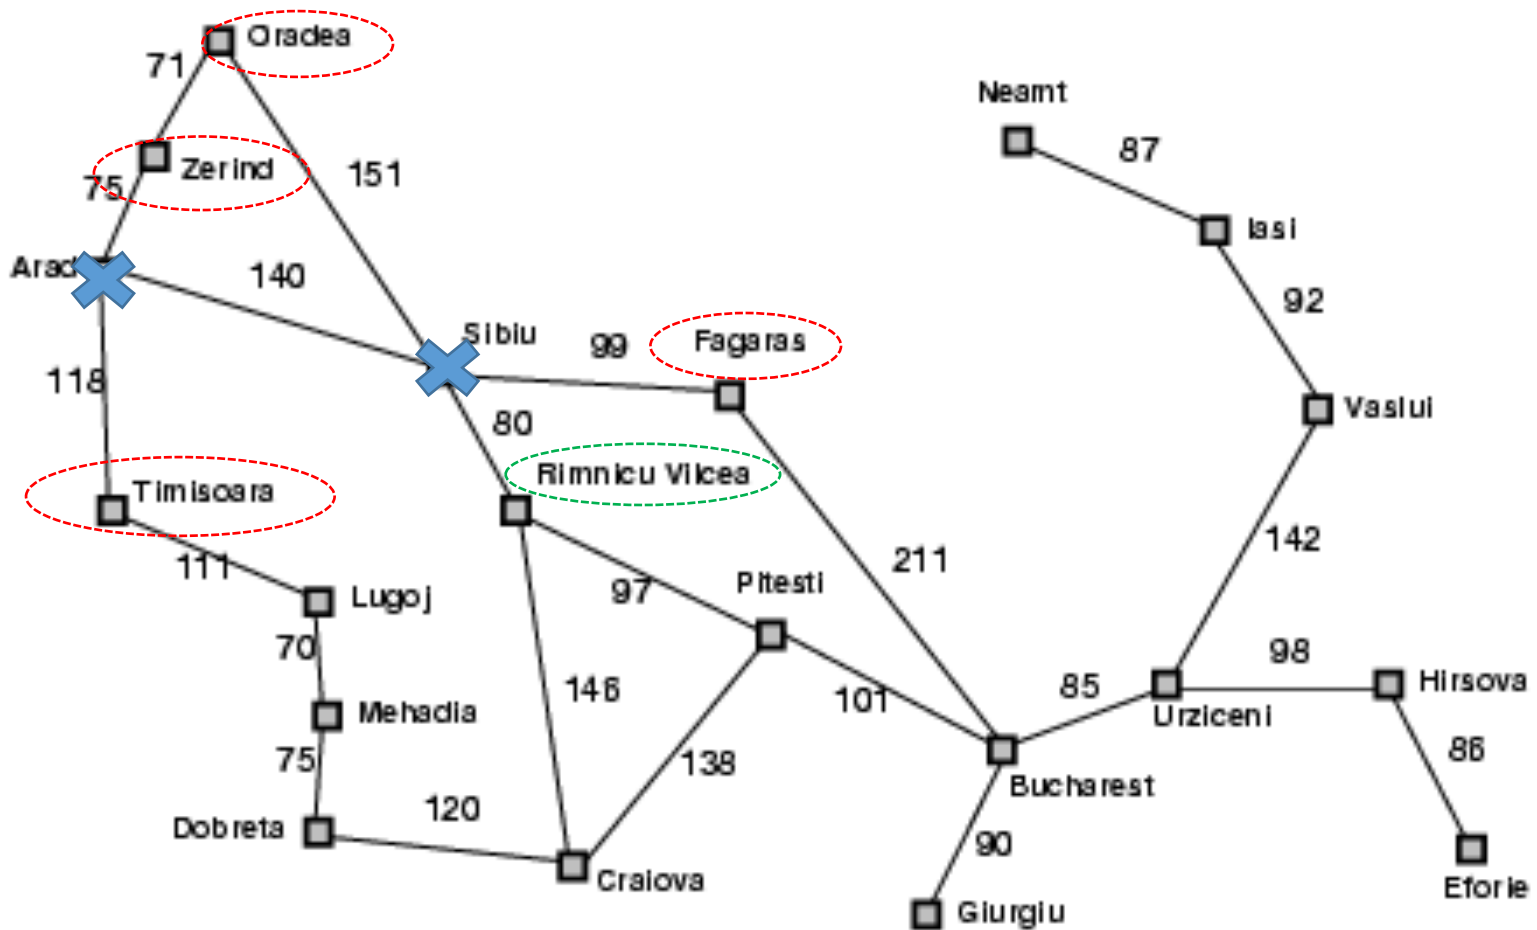 Oradea
71
Neamt
87
Zerind
151
75
Iasi
Arad
140
92
Sibiu
99
Fagaras
118
80
Vaslui
Rimnicu Vilcea
Timisoara
142
211
111
97
Pitesti
Lugoj
70
98
Hirsova
146
101
85
Mehadia
Urziceni
75
138
86
Bucharest
120
Dobreta
90
Craiova
Eforie
Giurgiu